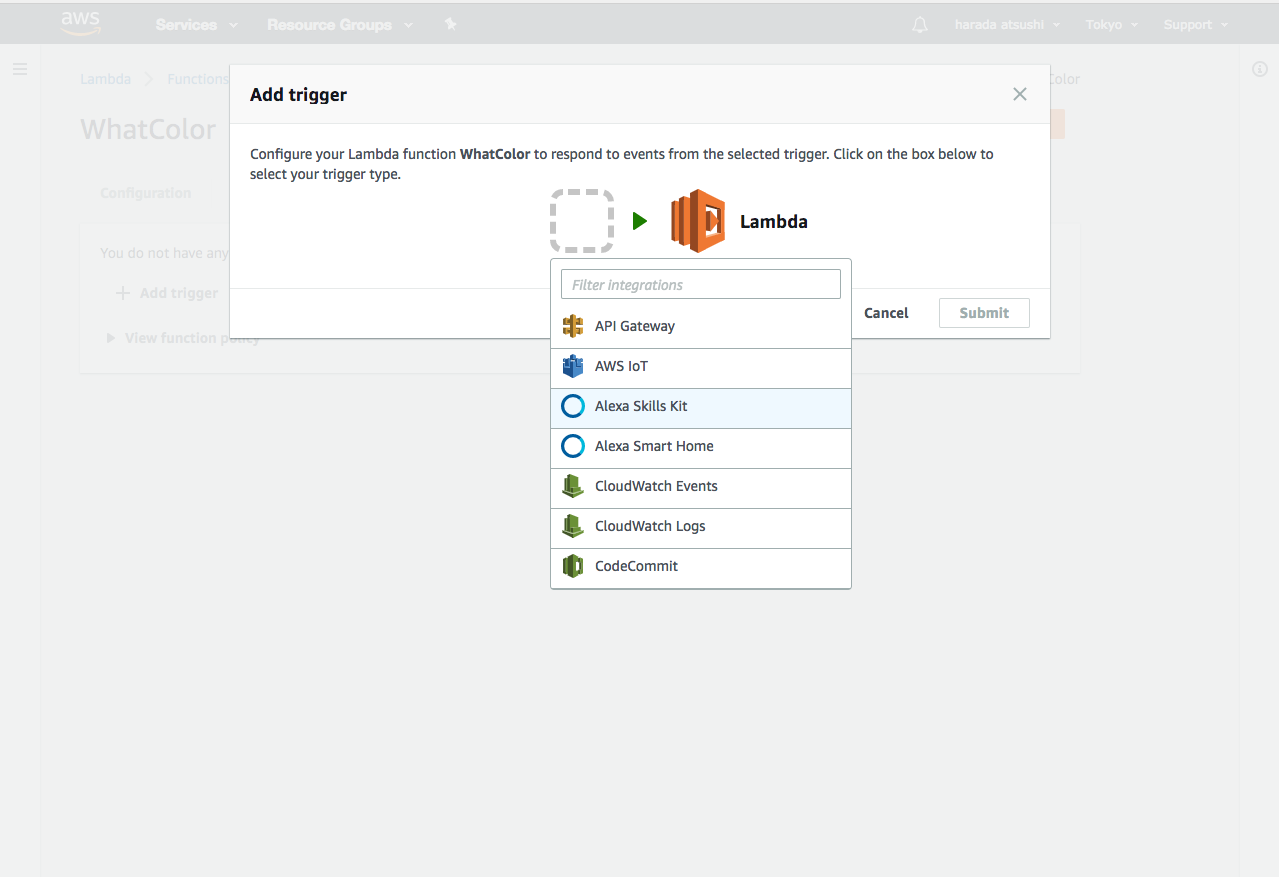 aws
Services
Resource Groups
harada atsushi
Tokyo
Support
Lambda
Functions
Color
WhatColor
Configuration
You do not have any
Add trigger
View function policy
Add trigger
Configure your Lambda function WhatColor to respond to events from the selected trigger. Click on the box below to
select your trigger type.
Lambda
Filter integrations
API Gateway
AWS IoT
Alexa Skills Kit
Alexa Smart Home
CloudWatch Events
CloudWatch Logs
CodeCommit
Cancel
Submit